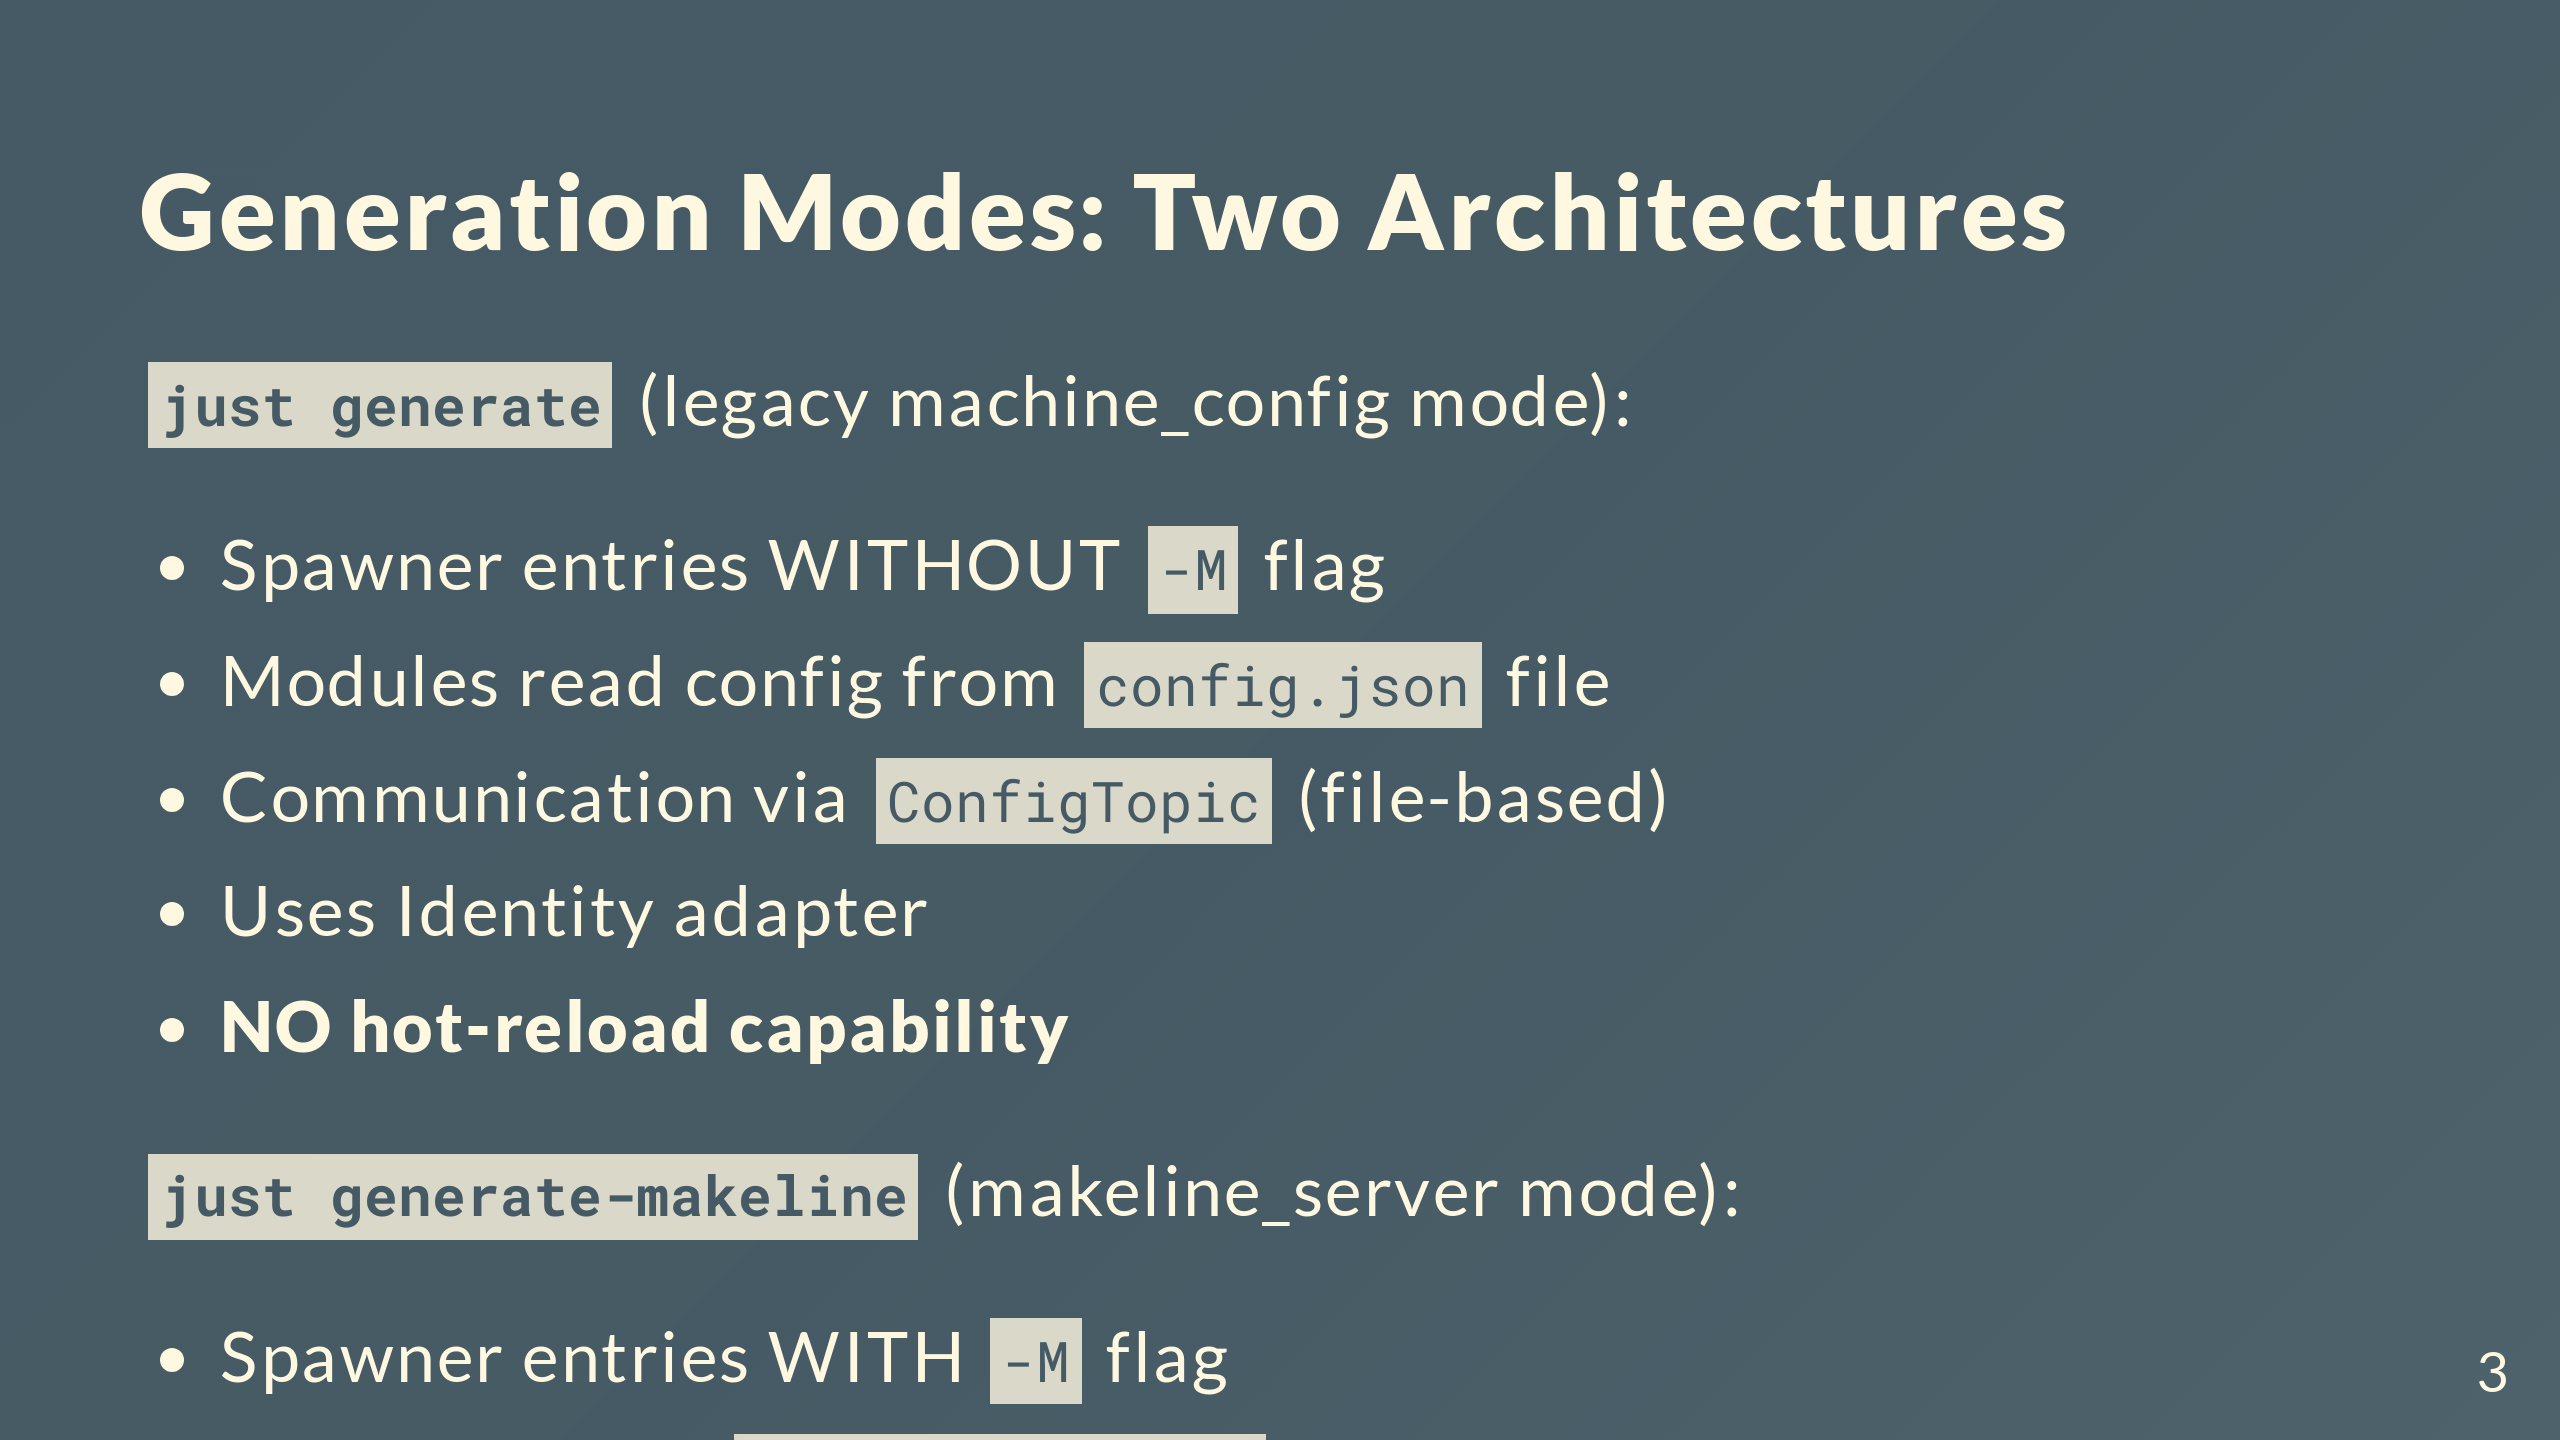 Generation Modes: Two Architectures
just generate (legacy machine_config mode):
• Spawner entries WITHOUT -M flag
• Modules read config from config.json file
• Communication via ConfigTopic (file-based)
• Uses Identity adapter
• NO hot-reload capability
just generate-makeline (makeline_server mode):
• Spawner entries WITH -M flag
3